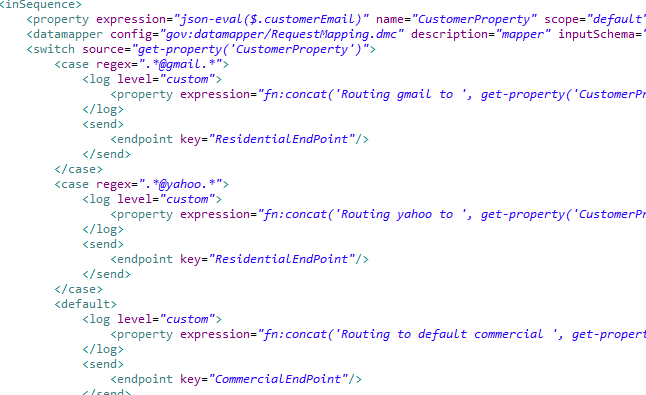 <inSequence>
<property expression="json-eval($.customerEmail)" name="CustomerProperty" scope="default"
<datamapper config="gov:datamapper/RequestMapping.dmc" description="mapper" inputSchema="
<switch source="get-property('CustomerProperty')">
<case regex=".*@gmail.*">
<log level="custom">
<property expression="fn:concat('Routing gmail to ', get-property('CustomerPr
</log>
<send>
<endpoint key="ResidentialEndPoint"/>
</send>
</case>
<case regex=".*@yahoo.*">
<log level="custom">
<property expression="fn:concat('Routing yahoo to ', get-property('CustomerPr
</log>
<send>
<endpoint key="ResidentialEndPoint"/>
</send>
</case>
<default>
<log level="custom">
<property expression="fn:concat('Routing to default commercial ', get-propert
</log>
<send>
<endpoint key="CommercialEndPoint"/>
</send>